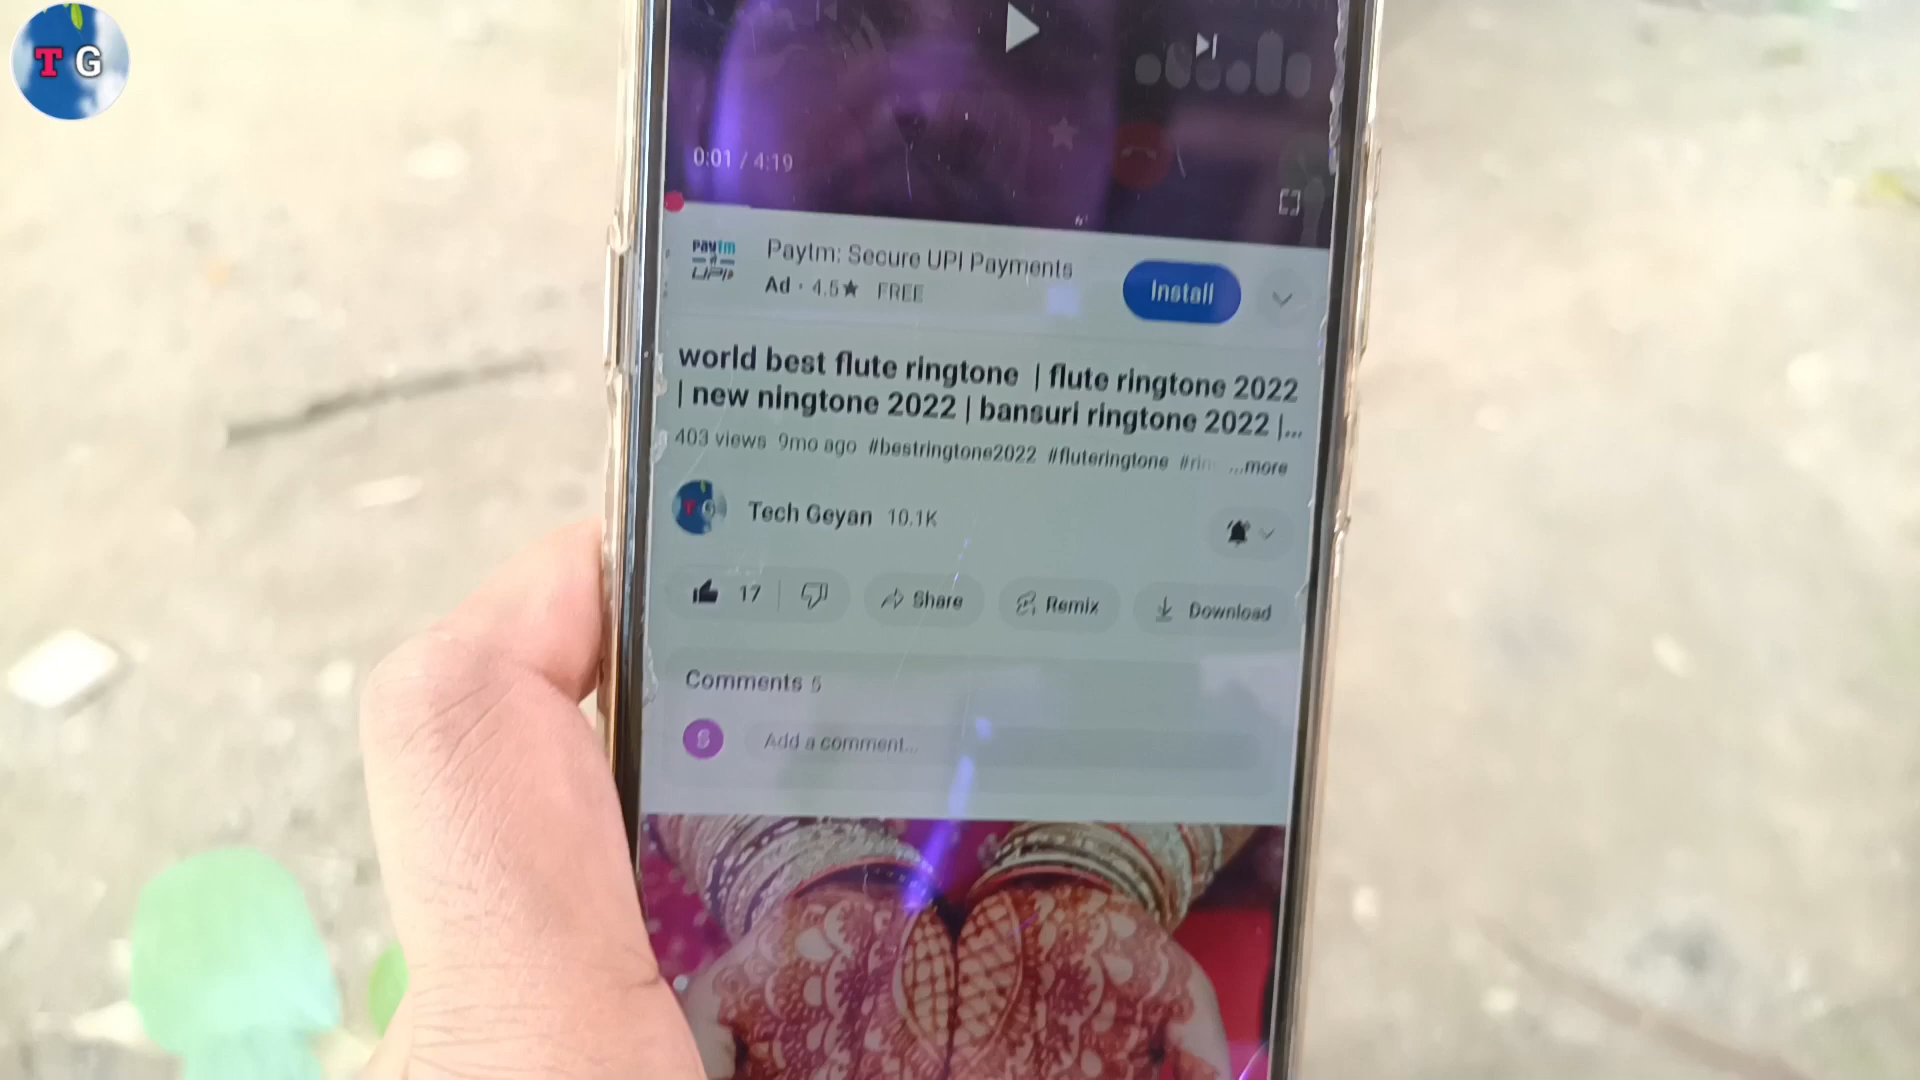 T G
0:01 / 4:19
paytm
UPI
Paytm: Secure UPI Payments
Ad · 4.5★ FREE
Install
world best flute ringtone | flute ringtone 2022
| new ningtone 2022 | bansuri ringtone 2022 |...
403 views 9mo ago #bestringtone2022 #fluteringtone #rin ...more
T G
Tech Geyan 10.1K
17
Share
Remix
Download
Comments 5
S
Add a comment...